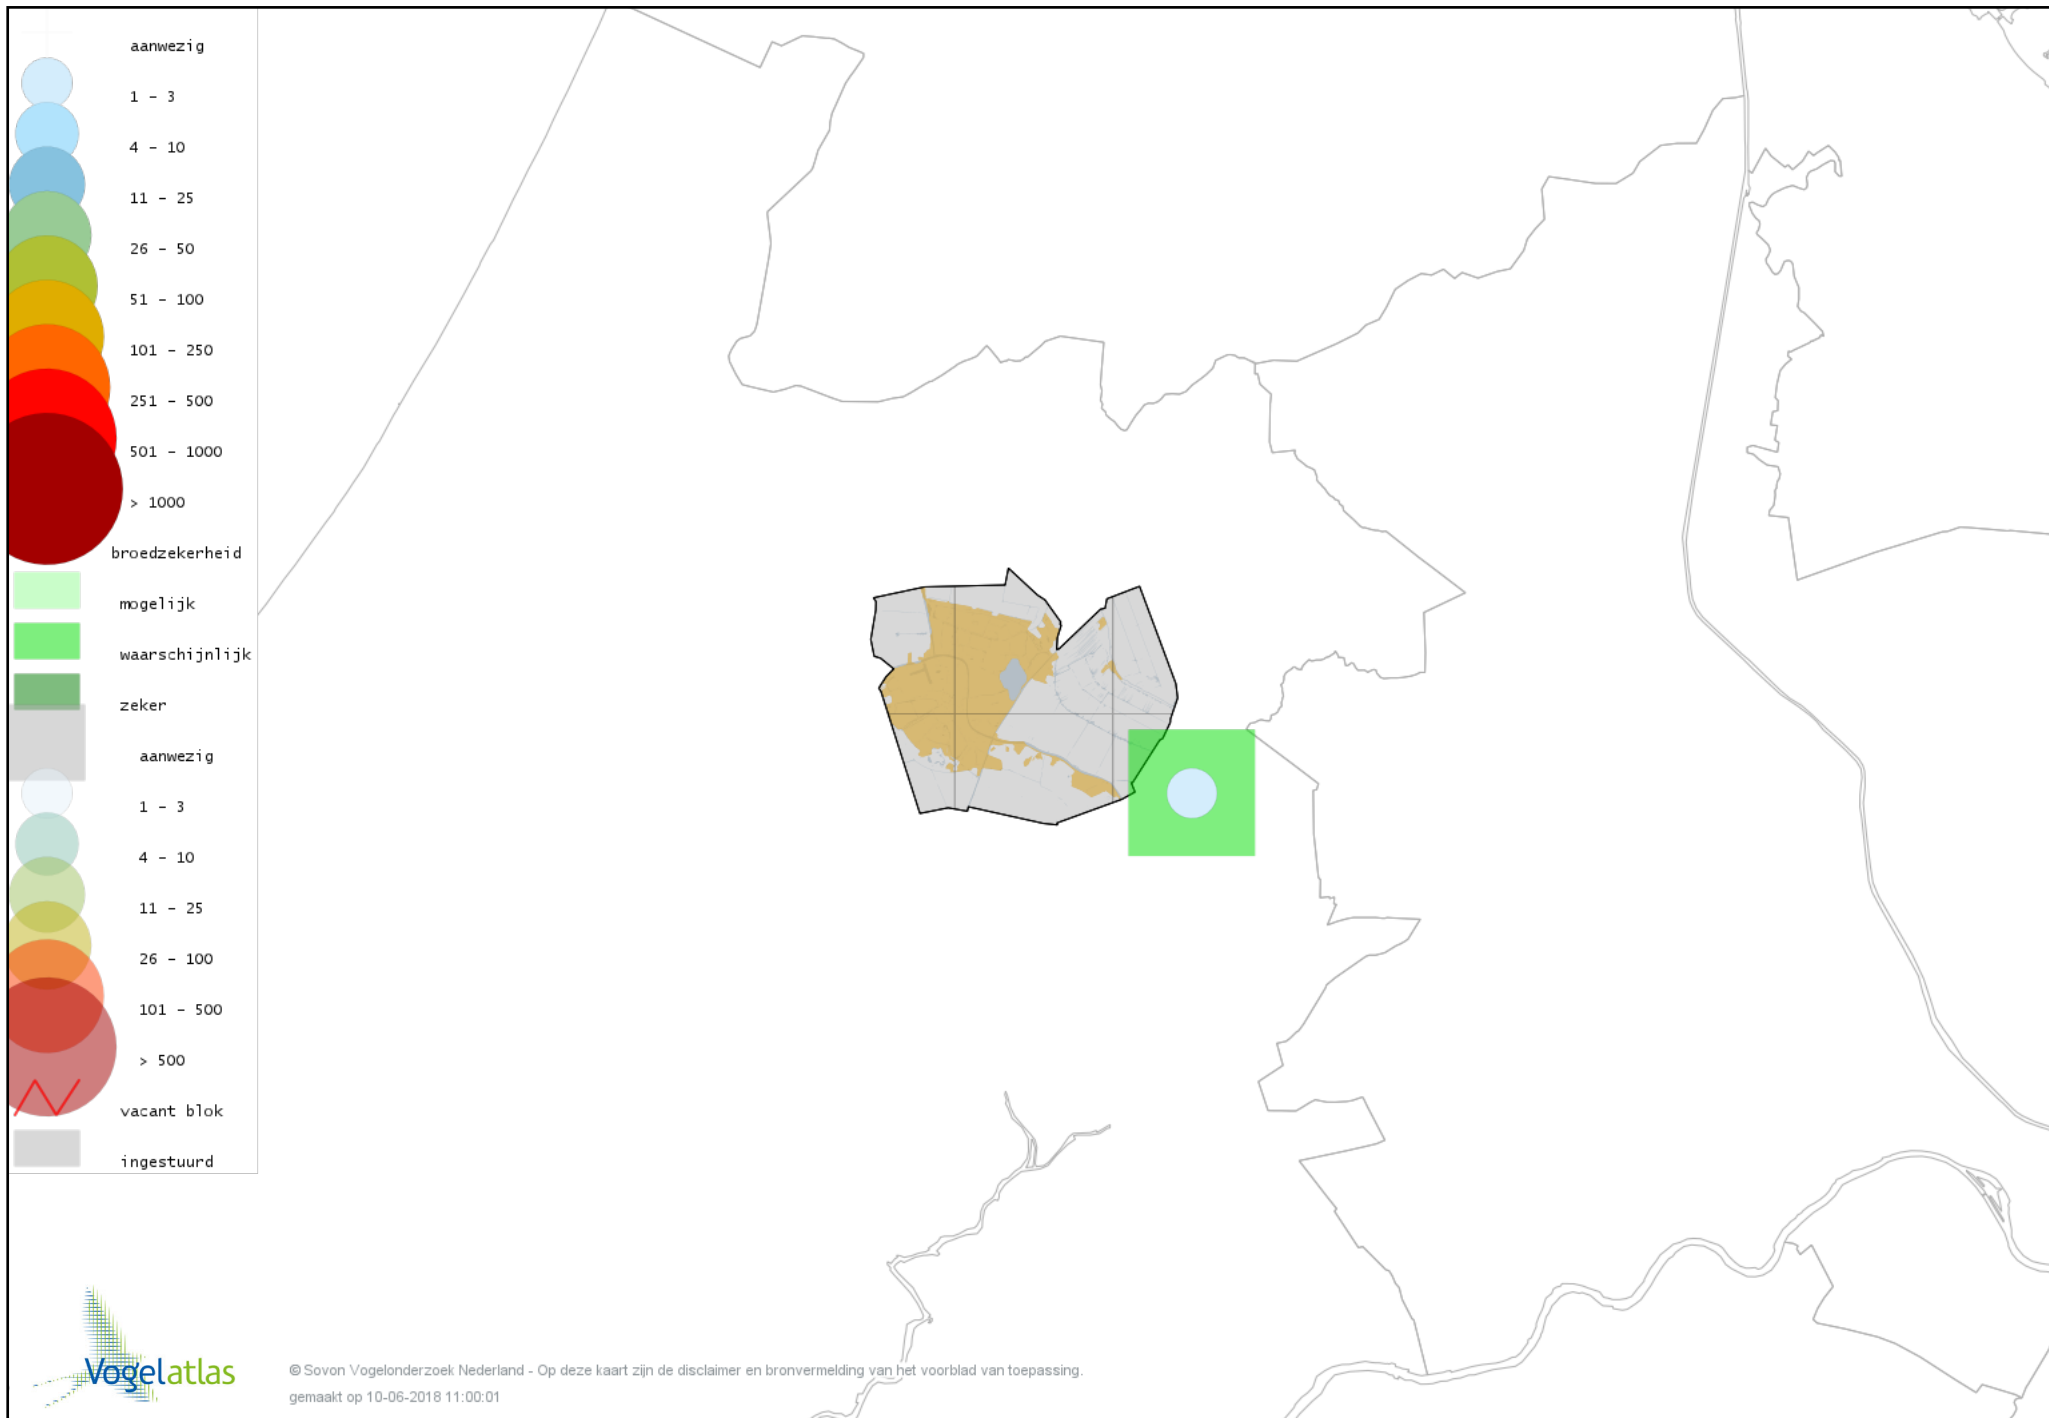 aanwezig
1 - 3
4 - 10
11 - 25
26 - 50
51 - 100
101 - 250
251 - 500
501 - 1000
> 1000
broedzekerheid
mogelijk
waarschijnlijk
zeker
aanwezig
1 - 3
4 - 10
11 - 25
26 - 100
101 - 500
> 500
vacant blok
ingestuurd
Vogelatlas
© Sovon Vogelonderzoek Nederland - Op deze kaart zijn de disclaimer en bronvermelding van het voorblad van toepassing.
gemaakt op 10-06-2018 11:00:01